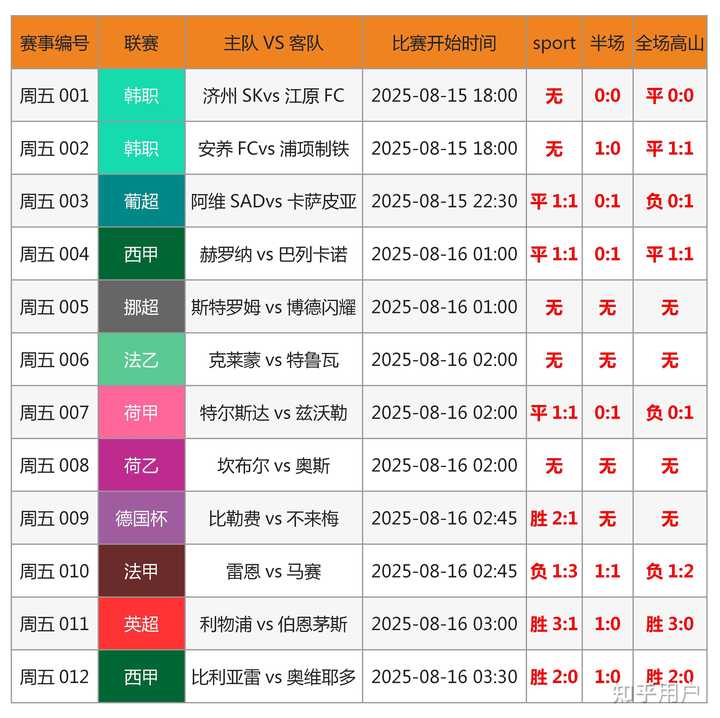 赛事编号 联赛 主队 VS 客队 比赛开始时间 sport 半场 全场高山
周五 001 韩职 济州 SKvs 江原 FC 2025-08-15 18:00 无 0:0 平 0:0
周五 002 韩职 安养 FCvs 浦项制铁 2025-08-15 18:00 无 1:0 平 1:1
周五 003 葡超 阿维 SADvs 卡萨皮亚 2025-08-15 22:30 平 1:1 0:1 负 0:1
周五 004 西甲 赫罗纳 vs 巴列卡诺 2025-08-16 01:00 平 1:1 0:1 平 1:1
周五 005 挪超 斯特罗姆 vs 博德闪耀 2025-08-16 01:00 无 无 无
周五 006 法乙 克莱蒙 vs 特鲁瓦 2025-08-16 02:00 无 无 无
周五 007 荷甲 特尔斯达 vs 兹沃勒 2025-08-16 02:00 平 1:1 0:1 负 0:1
周五 008 荷乙 坎布尔 vs 奥斯 2025-08-16 02:00 无 无 无
周五 009 德国杯 比勒费 vs 不来梅 2025-08-16 02:45 胜 2:1 无 无
周五 010 法甲 雷恩 vs 马赛 2025-08-16 02:45 负 1:3 1:1 负 1:2
周五 011 英超 利物浦 vs 伯恩茅斯 2025-08-16 03:00 胜 3:1 1:0 胜 3:0
周五 012 西甲 比利亚雷 vs 奥维耶多 2025-08-16 03:30 胜 2:0 1:0 胜 2:0
知乎用户